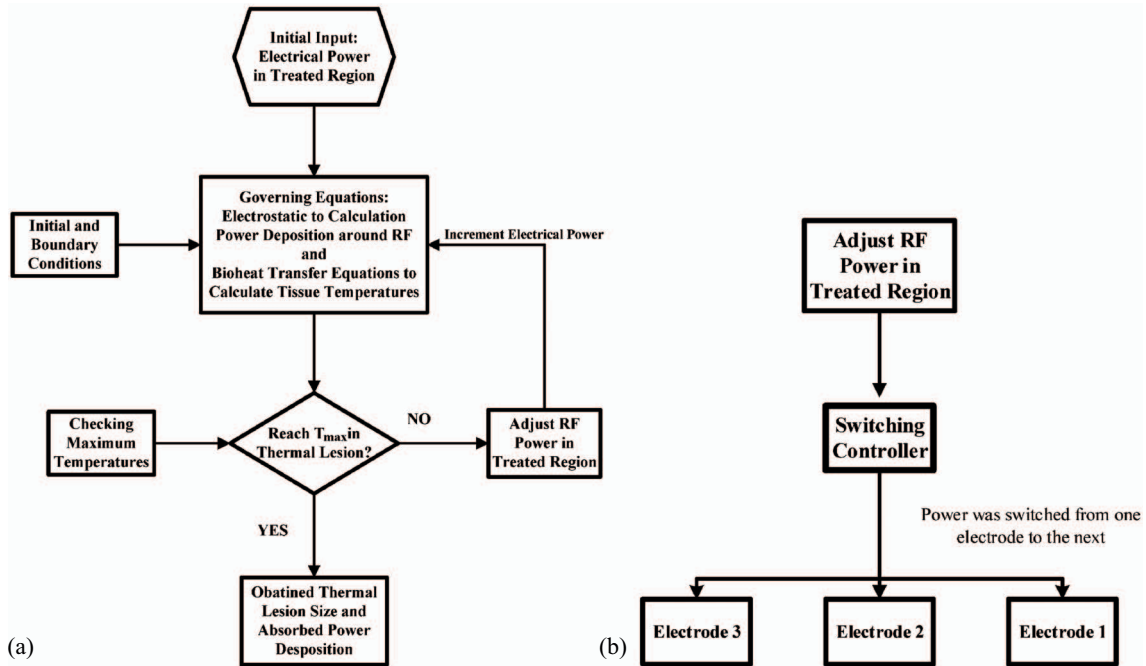 Initial Input:
Electrical Power
in Treated Region
Governing Equations:
Electrostatic to Calculation
Power Deposition around RF
and
Bioheat Transfer Equations to
Calculate Tissue Temperatures
Initial and
Boundary
Conditions
Increment Electrical Power
Checking
Maximum
Temperatures
Reach Tmax in
Thermal Lesion?
NO
Adjust RF
Power in
Treated Region
YES
Obatined Thermal
Lesion Size and
Absorbed Power
Desposition
(a)
Adjust RF
Power in
Treated Region
Switching
Controller
Power was switched from one
electrode to the next
Electrode 3
Electrode 2
Electrode 1
(b)